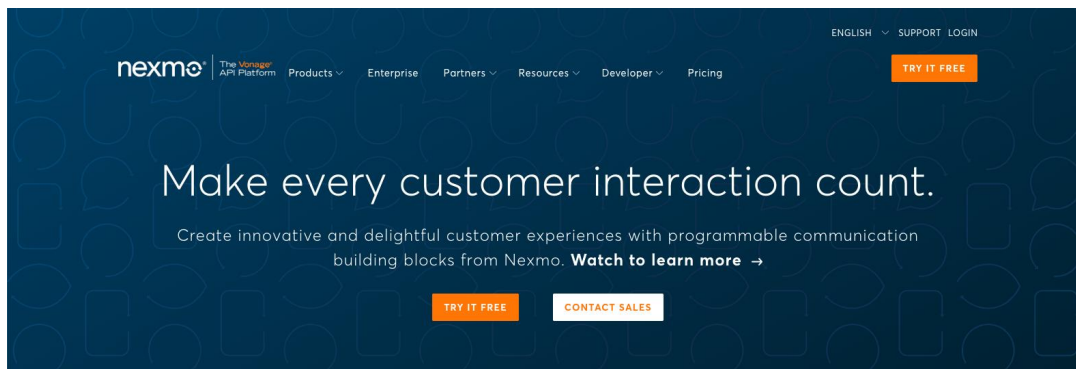 ENGLISH SUPPORT LOGIN
nexmo® The Vonage®
API Platform
Products Enterprise Partners Resources Developer Pricing
TRY IT FREE
Make every customer interaction count.
Create innovative and delightful customer experiences with programmable communication
building blocks from Nexmo. Watch to learn more →
TRY IT FREE CONTACT SALES